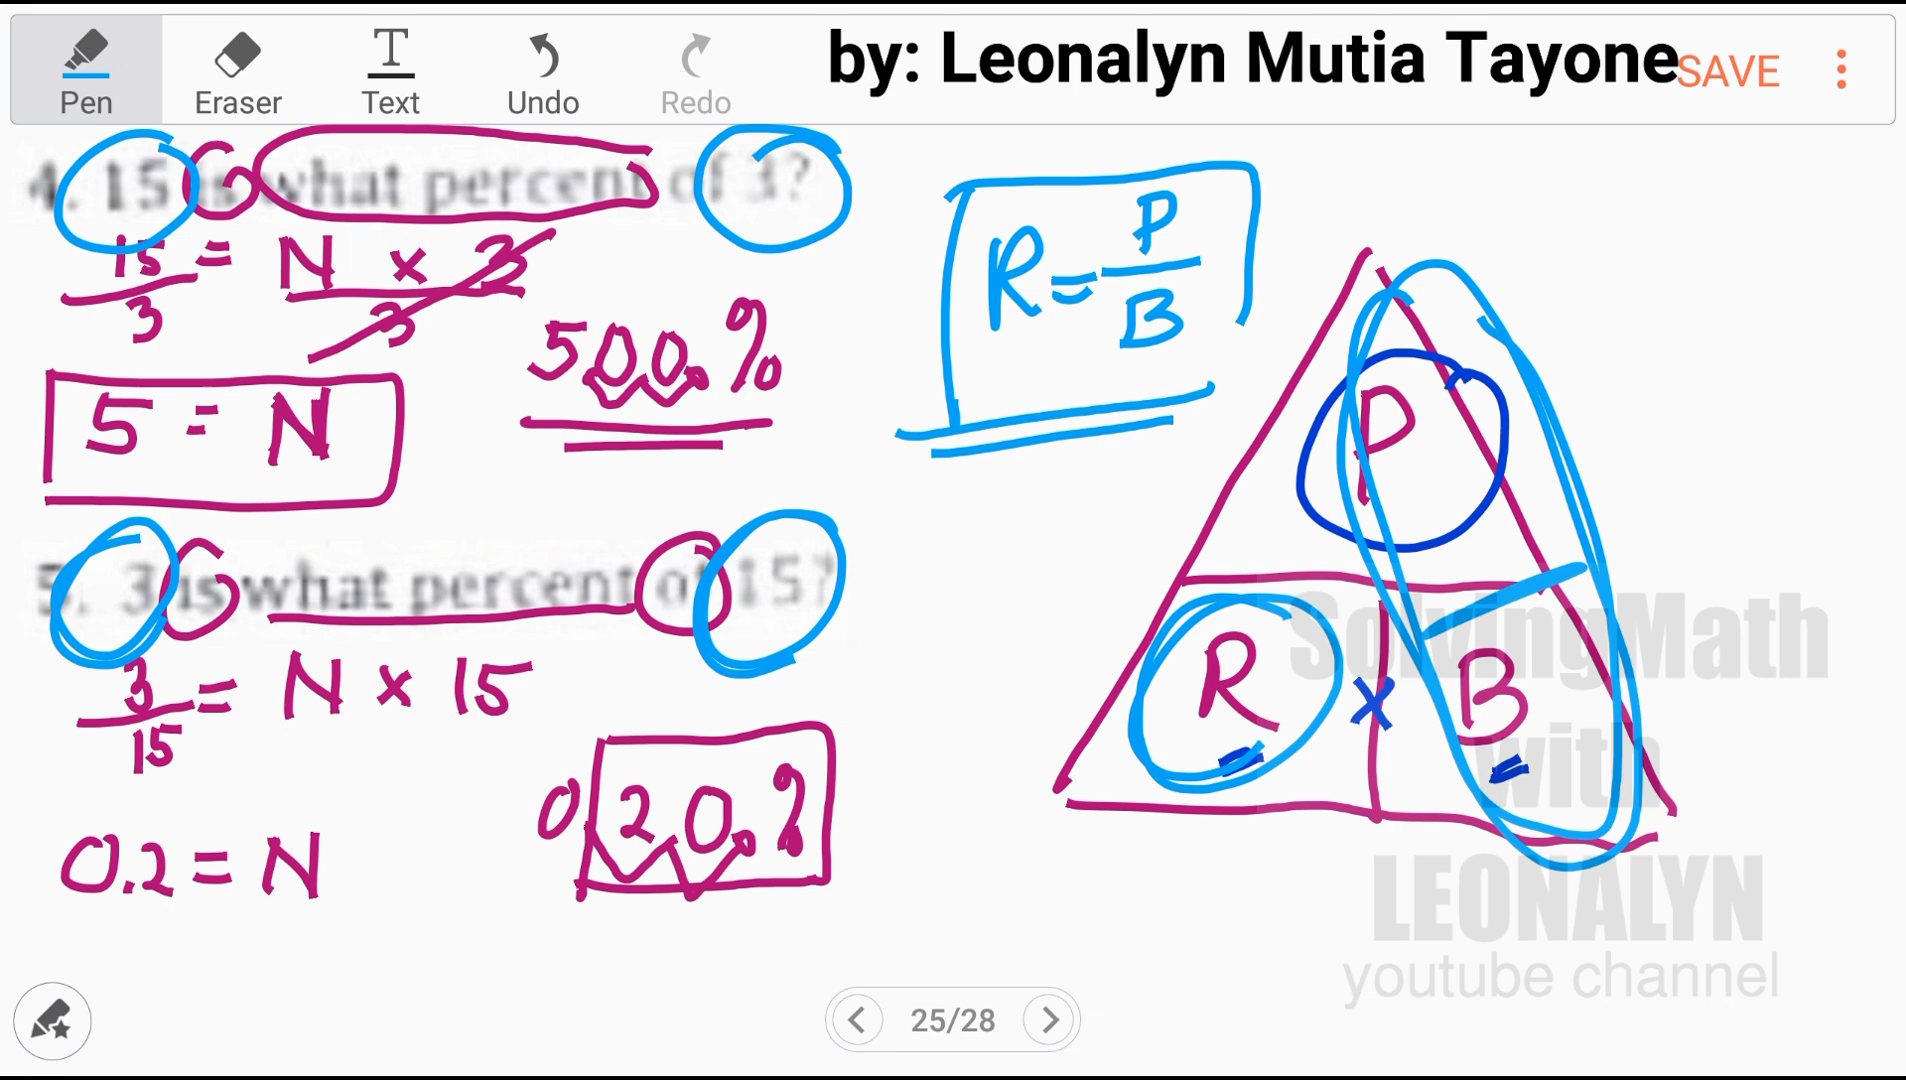 Pen Eraser Text Undo Redo by: Leonalyn Mutia Tayone SAVE
4. 15 is what percent of 3?
15/3 = N × 3/3
5 = N
500.%
R = P/B
P
R × B
5. 3 is what percent of 15?
3/15 = N × 15
0.2 = N
0.20.%
SolvingMath
with
LEONALYN
youtube channel
25/28